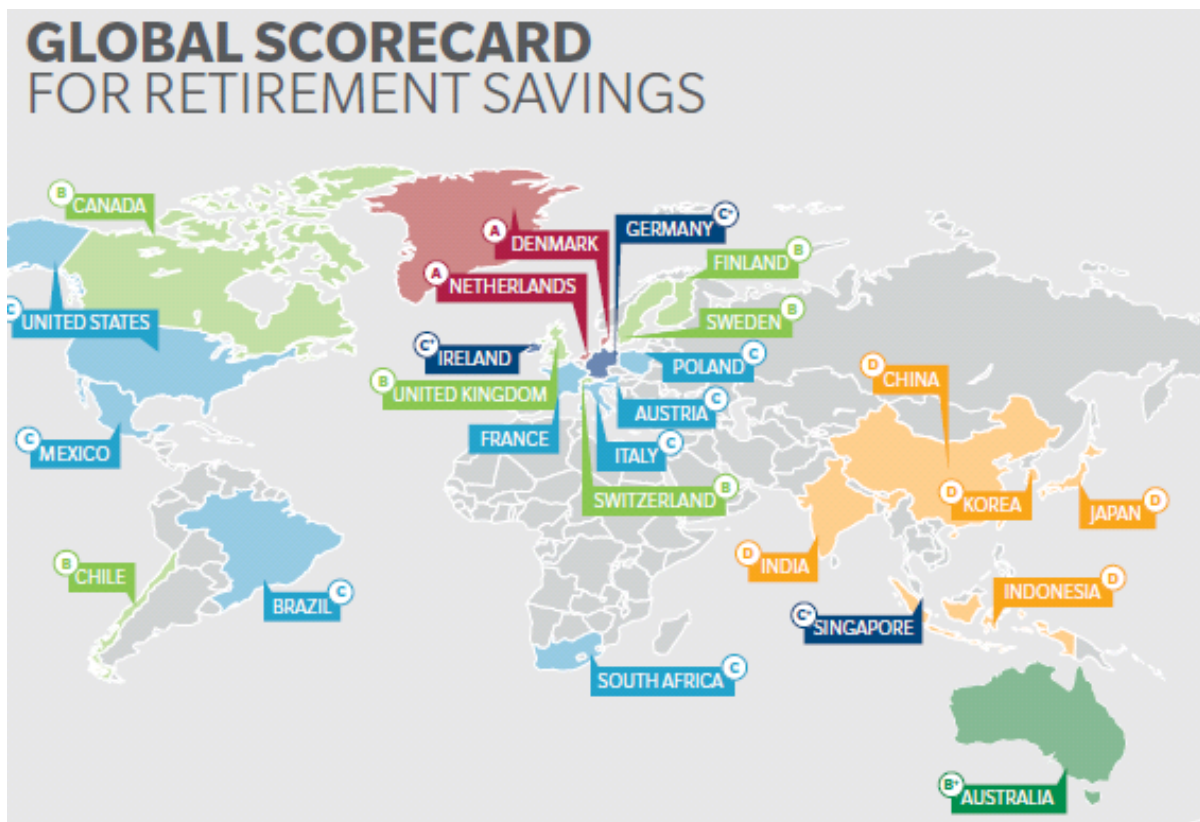 GLOBAL SCORECARD
FOR RETIREMENT SAVINGS
B CANADA
C UNITED STATES
C MEXICO
B CHILE
BRAZIL C
A DENMARK
A NETHERLANDS
GERMANY C+
FINLAND B
SWEDEN B
C+ IRELAND
B UNITED KINGDOM
FRANCE
POLAND C
AUSTRIA C
ITALY C
SWITZERLAND B
SOUTH AFRICA C
D CHINA
D KOREA
JAPAN D
D INDIA
INDONESIA D
C+ SINGAPORE
B+ AUSTRALIA